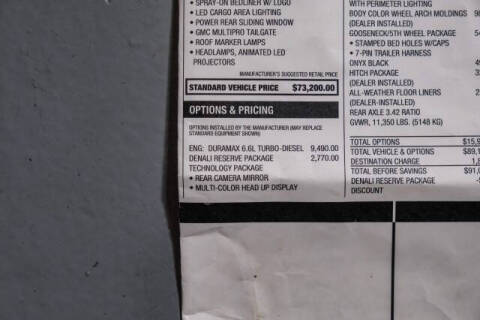 • SPRAY-ON BEDLINER W/ LOGO
• LED CARGO AREA LIGHTING
• POWER REAR SLIDING WINDOW
• GMC MULTIPRO TAILGATE
• ROOF MARKER LAMPS
• HEADLAMPS, ANIMATED LED
PROJECTORS
MANUFACTURER'S SUGGESTED RETAIL PRICE
STANDARD VEHICLE PRICE $73,200.00
OPTIONS & PRICING
OPTIONS INSTALLED BY THE MANUFACTURER (MAY REPLACE
STANDARD EQUIPMENT SHOWN)
ENG: DURAMAX 6.6L TURBO-DIESEL 9,490.00
DENALI RESERVE PACKAGE 2,770.00
TECHNOLOGY PACKAGE
• REAR CAMERA MIRROR
• MULTI-COLOR HEAD UP DISPLAY
WITH PERIMETER LIGHTING
BODY COLOR WHEEL ARCH MOLDINGS
(DEALER INSTALLED)
GOOSENECK/5TH WHEEL PACKAGE
• STAMPED BED HOLES W/CAPS
• 7-PIN TRAILER HARNESS
ONYX BLACK
HITCH PACKAGE
(DEALER INSTALLED)
ALL-WEATHER FLOOR LINERS
(DEALER-INSTALLED)
REAR AXLE 3.42 RATIO
GVWR, 11,350 LBS. (5148 KG)
TOTAL OPTIONS $15,9
TOTAL VEHICLE & OPTIONS $89,1
DESTINATION CHARGE
TOTAL BEFORE SAVINGS $91,0
DENALI RESERVE PACKAGE
DISCOUNT